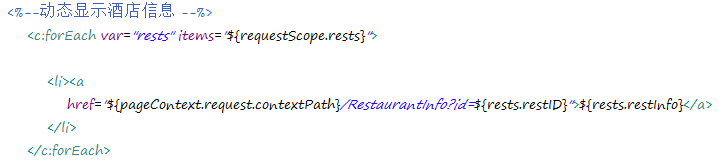 <%--动态显示酒店信息 --%>
<c:forEach var="rests" items="${requestScope.rests}">
<li><a
href="${pageContext.request.contextPath}/RestaurantInfo?id=${rests.restID}">${rests.restInfo}</a>
</li>
</c:forEach>